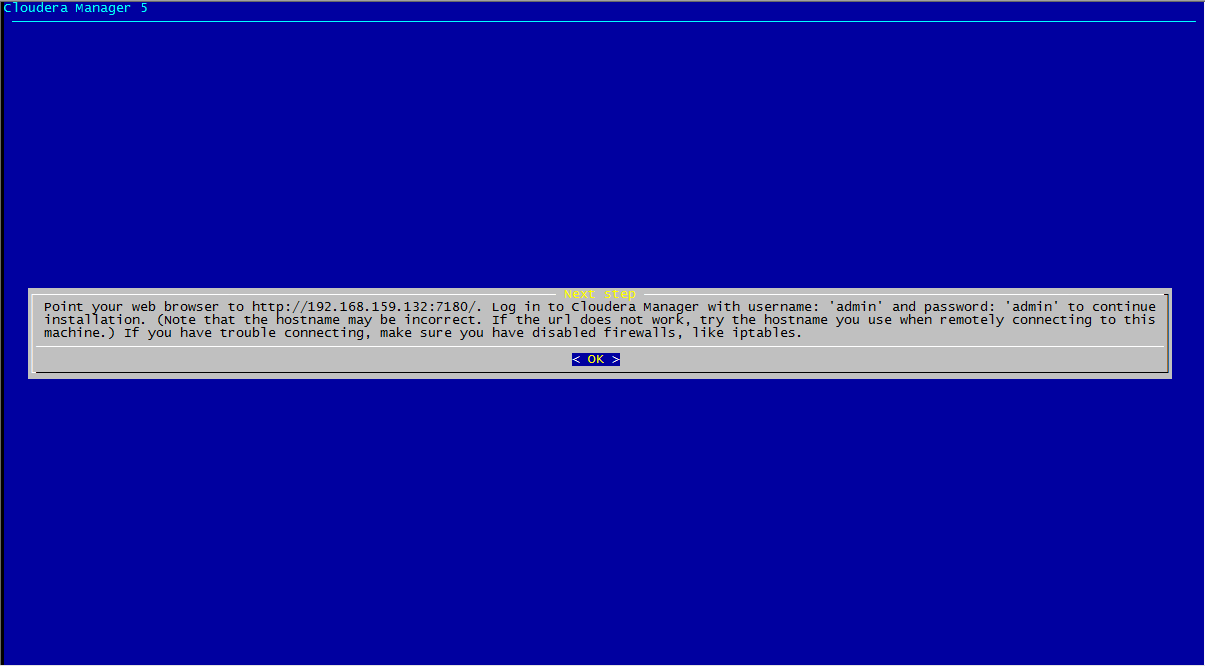 Cloudera Manager 5
Next step
Point your web browser to http://192.168.159.132:7180/. Log in to Cloudera Manager with username: 'admin' and password: 'admin' to continue
installation. (Note that the hostname may be incorrect. If the url does not work, try the hostname you use when remotely connecting to this
machine.) If you have trouble connecting, make sure you have disabled firewalls, like iptables.
< OK >